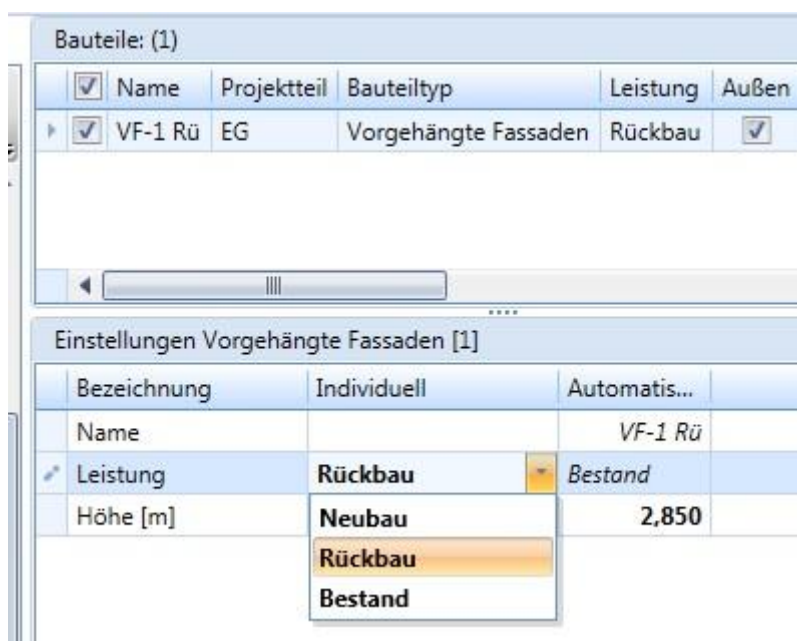 Bauteile: (1)
Name Projektteil Bauteiltyp Leistung Außen
VF-1 Rü EG Vorgehängte Fassaden Rückbau
Einstellungen Vorgehängte Fassaden [1]
Bezeichnung Individuell Automatis...
Name VF-1 Rü
Leistung Rückbau Bestand
Höhe [m] 2,850
Neubau
Rückbau
Bestand